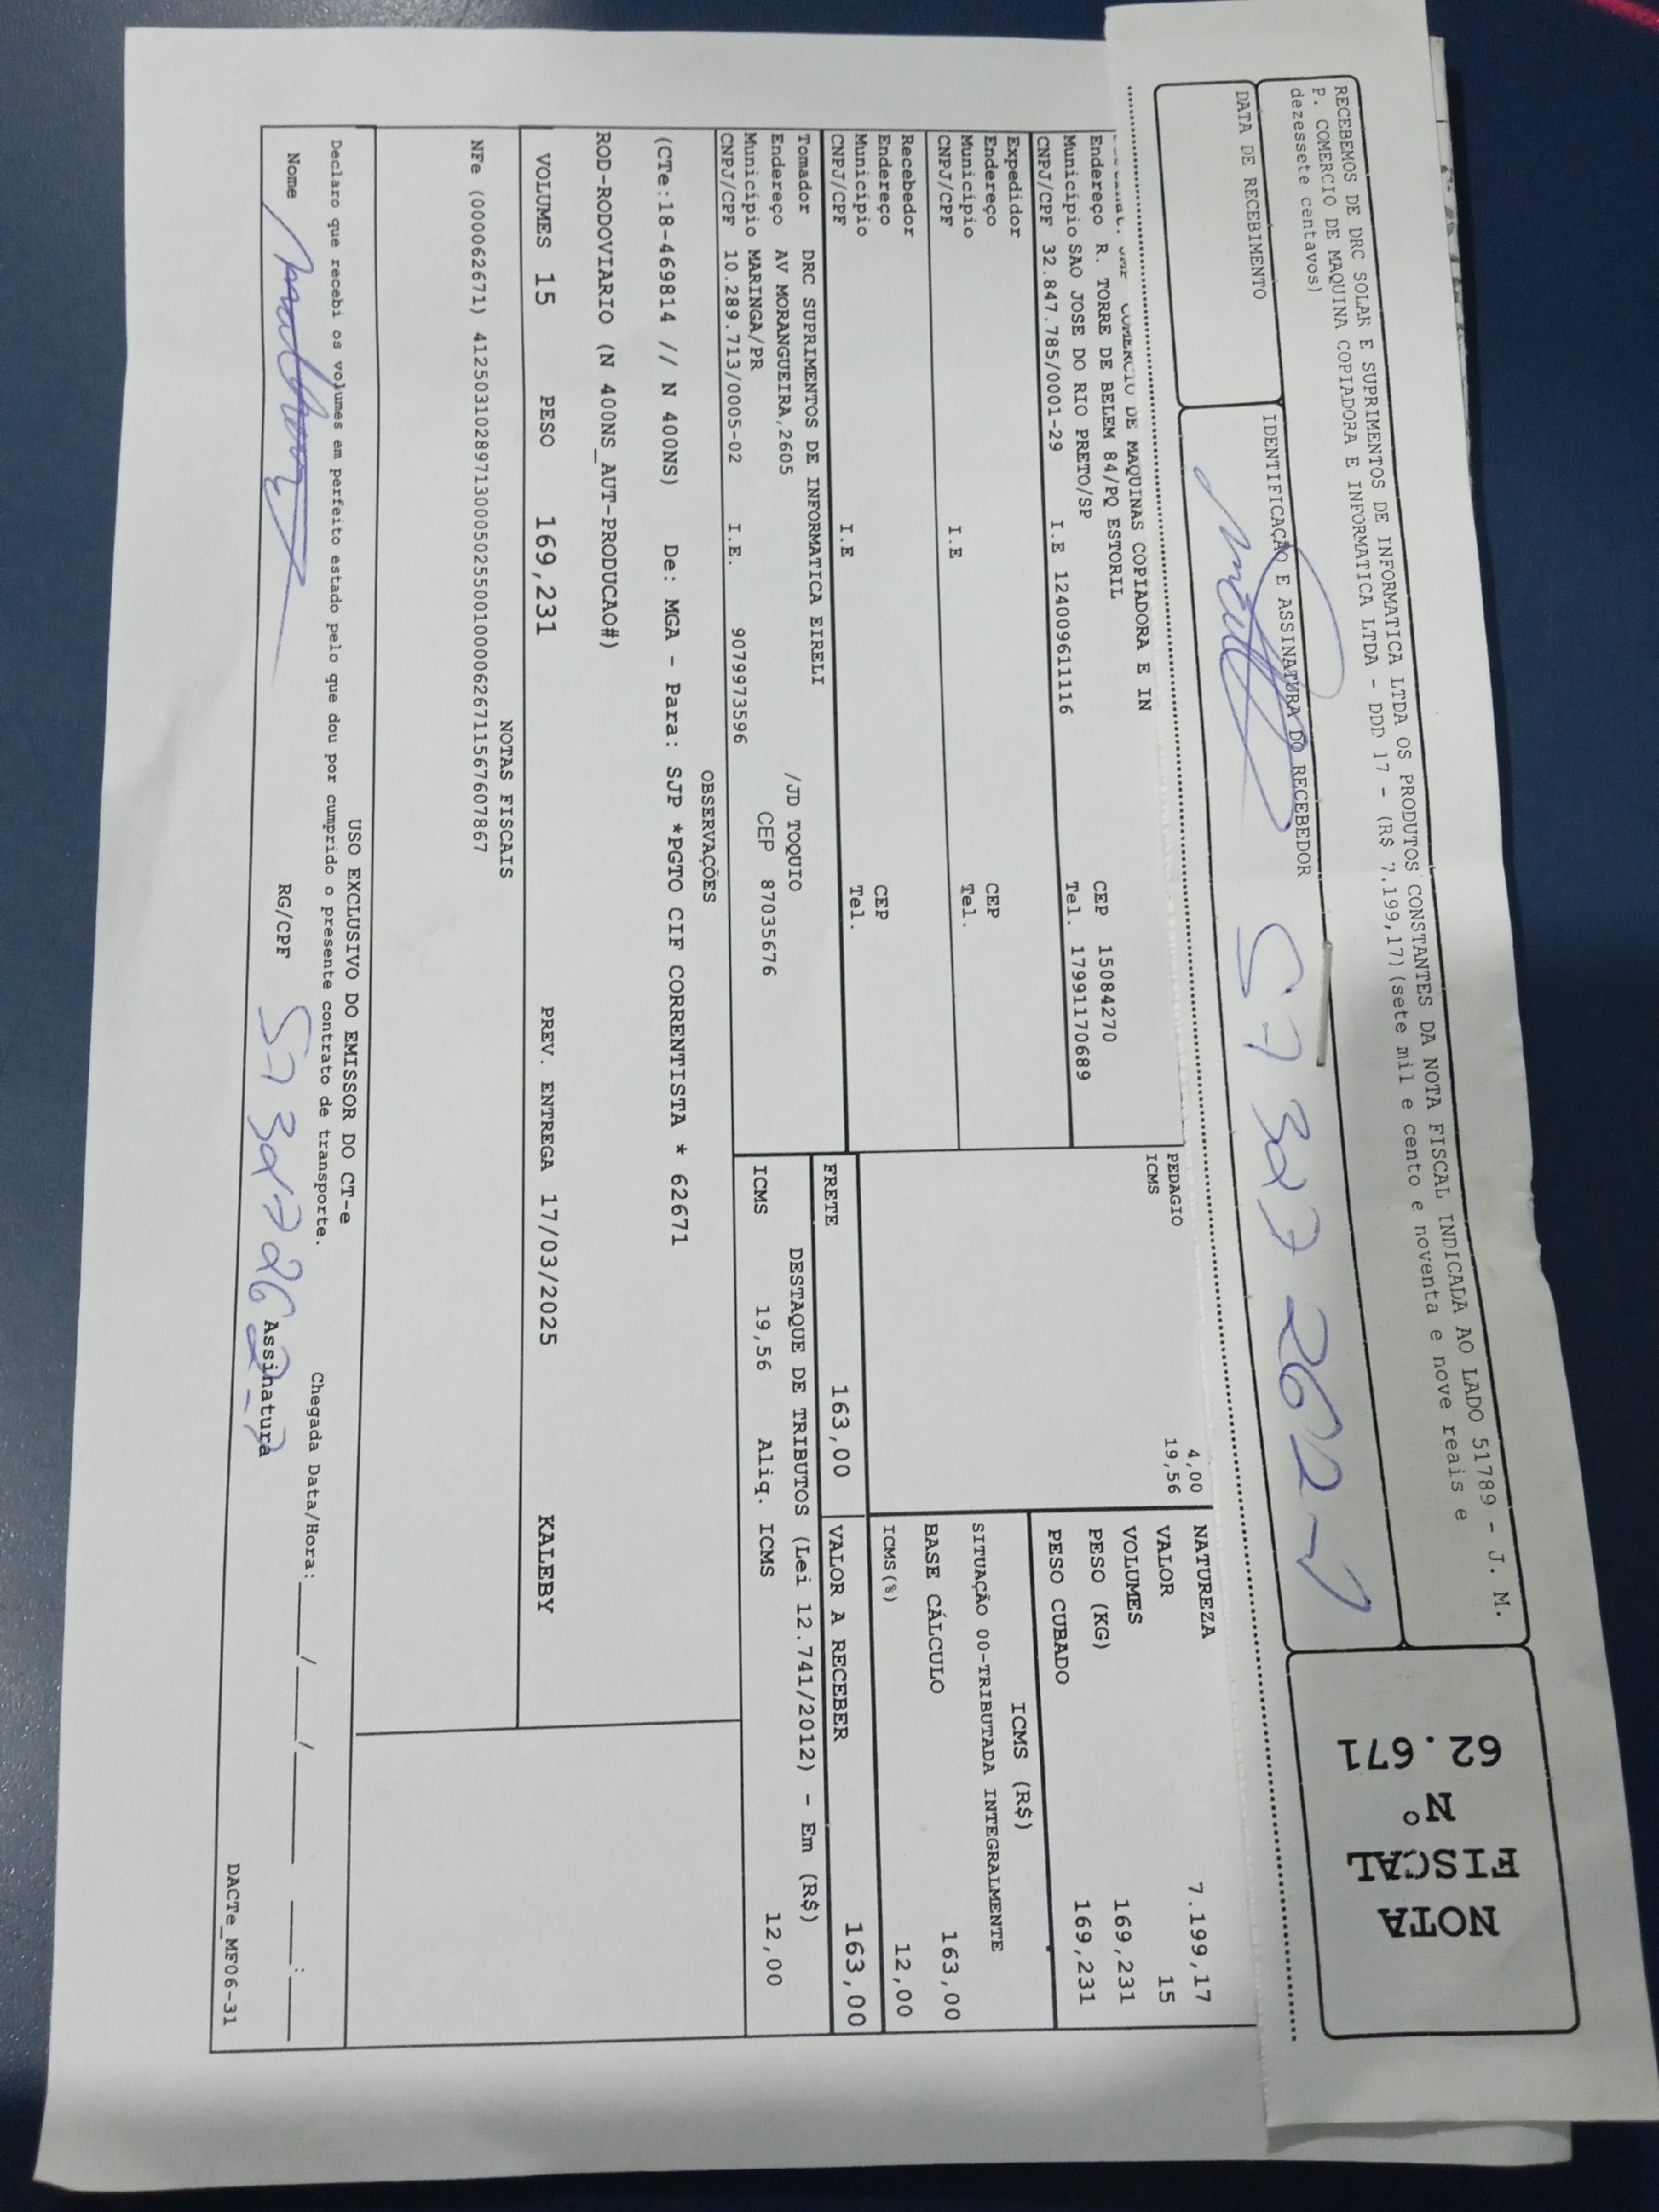 RECEBEMOS DE DRC SOLAR E SUPRIMENTOS DE INFORMATICA LTDA OS PRODUTOS CONSTANTES DA NOTA FISCAL INDICADA AO LADO 51789 - J. M.
P. COMERCIO DE MAQUINA COPIADORA E INFORMATICA LTDA - DDD 17 - (R$ 7.199,17) (sete mil e cento e noventa e nove reais e
dezessete centavos)
DATA DE RECEBIMENTO
IDENTIFICAÇÃO E ASSINATURA DO RECEBEDOR
NOTA
FISCAL
Nº
62.671
COMERCIO DE MAQUINAS COPIADORA E IN
Endereço R. TORRE DE BELEM 84/PQ ESTORIL CEP 15084270
Município SAO JOSE DO RIO PRETO/SP Tel. 17991170689
CNPJ/CPF 32.847.785/0001-29 I.E 124009611116
Expedidor
Endereço CEP
Município Tel.
CNPJ/CPF I.E
Recebedor
Endereço CEP
Município Tel.
CNPJ/CPF I.E
Tomador DRC SUPRIMENTOS DE INFORMATICA EIRELI
Endereço AV MORANGUEIRA,2605 /JD TOQUIO
Município MARINGA/PR CEP 87035676
CNPJ/CPF 10.289.713/0005-02 I.E. 9079973596
PEDAGIO 4,00
ICMS 19,56
NATUREZA
VALOR 7.199,17
VOLUMES 15
PESO (KG) 169,231
PESO CUBADO 169,231
ICMS (R$)
SITUAÇÃO 00-TRIBUTADA INTEGRALMENTE
BASE CÁLCULO 163,00
ICMS(%) 12,00
FRETE 163,00 VALOR A RECEBER 163,00
DESTAQUE DE TRIBUTOS (Lei 12.741/2012) - Em (R$)
ICMS 19,56 Aliq. ICMS 12,00
OBSERVAÇÕES
(CTe:18-469814 // N 400NS) De: MGA - Para: SJP *PGTO CIF CORRENTISTA * 62671
ROD-RODOVIARIO (N 400NS_AUT-PRODUCAO#)
VOLUMES 15 PESO 169,231 PREV. ENTREGA 17/03/2025 KALEBY
NOTAS FISCAIS
NFe (000062671) 41250310289713000502550010000626711567607867
USO EXCLUSIVO DO EMISSOR DO CT-e
Declaro que recebi os volumes em perfeito estado pelo que dou por cumprido o presente contrato de transporte.
Chegada Data/Hora:____/____/______ ___:___
Nome RG/CPF Assinatura
DACTe_MF06-31